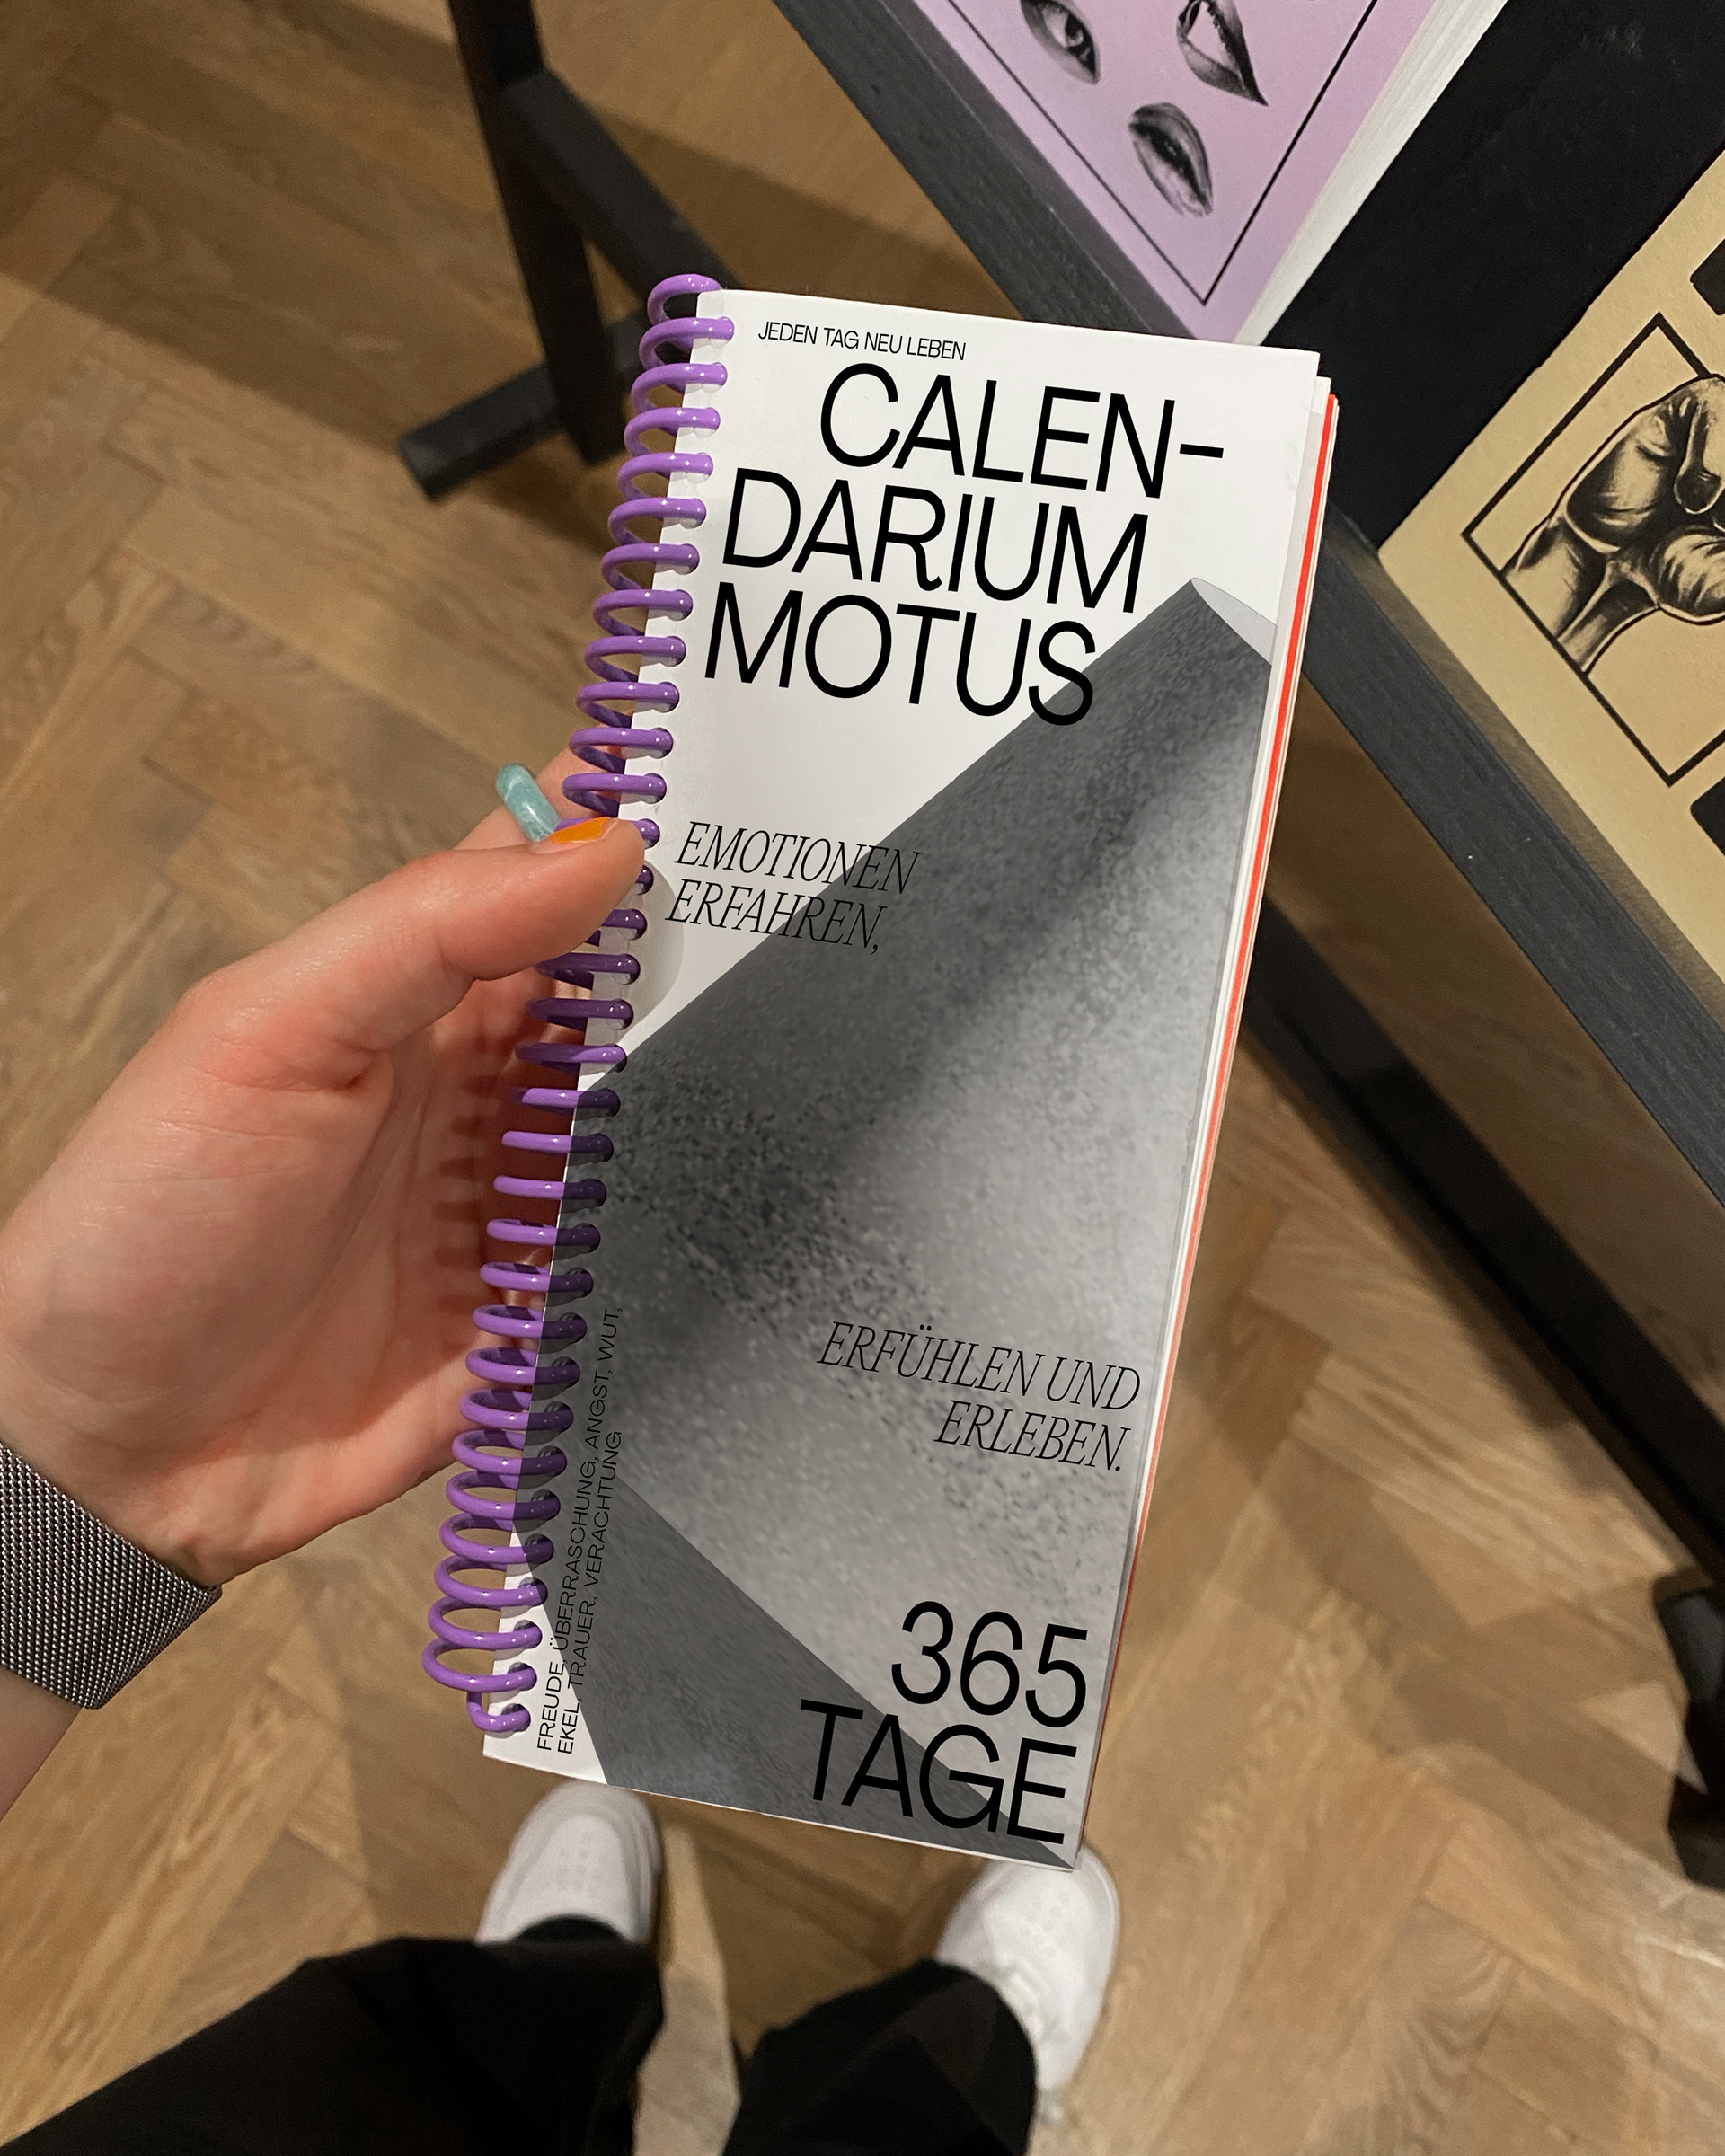 JEDEN TAG NEU LEBEN
CALEN-
DARIUM
MOTUS
EMOTIONEN
ERFAHREN,
ERFÜHLEN UND
ERLEBEN.
FREUDE, ÜBERRASCHUNG, ANGST, WUT,
EKEL, TRAUER, VERACHTUNG
365
TAGE